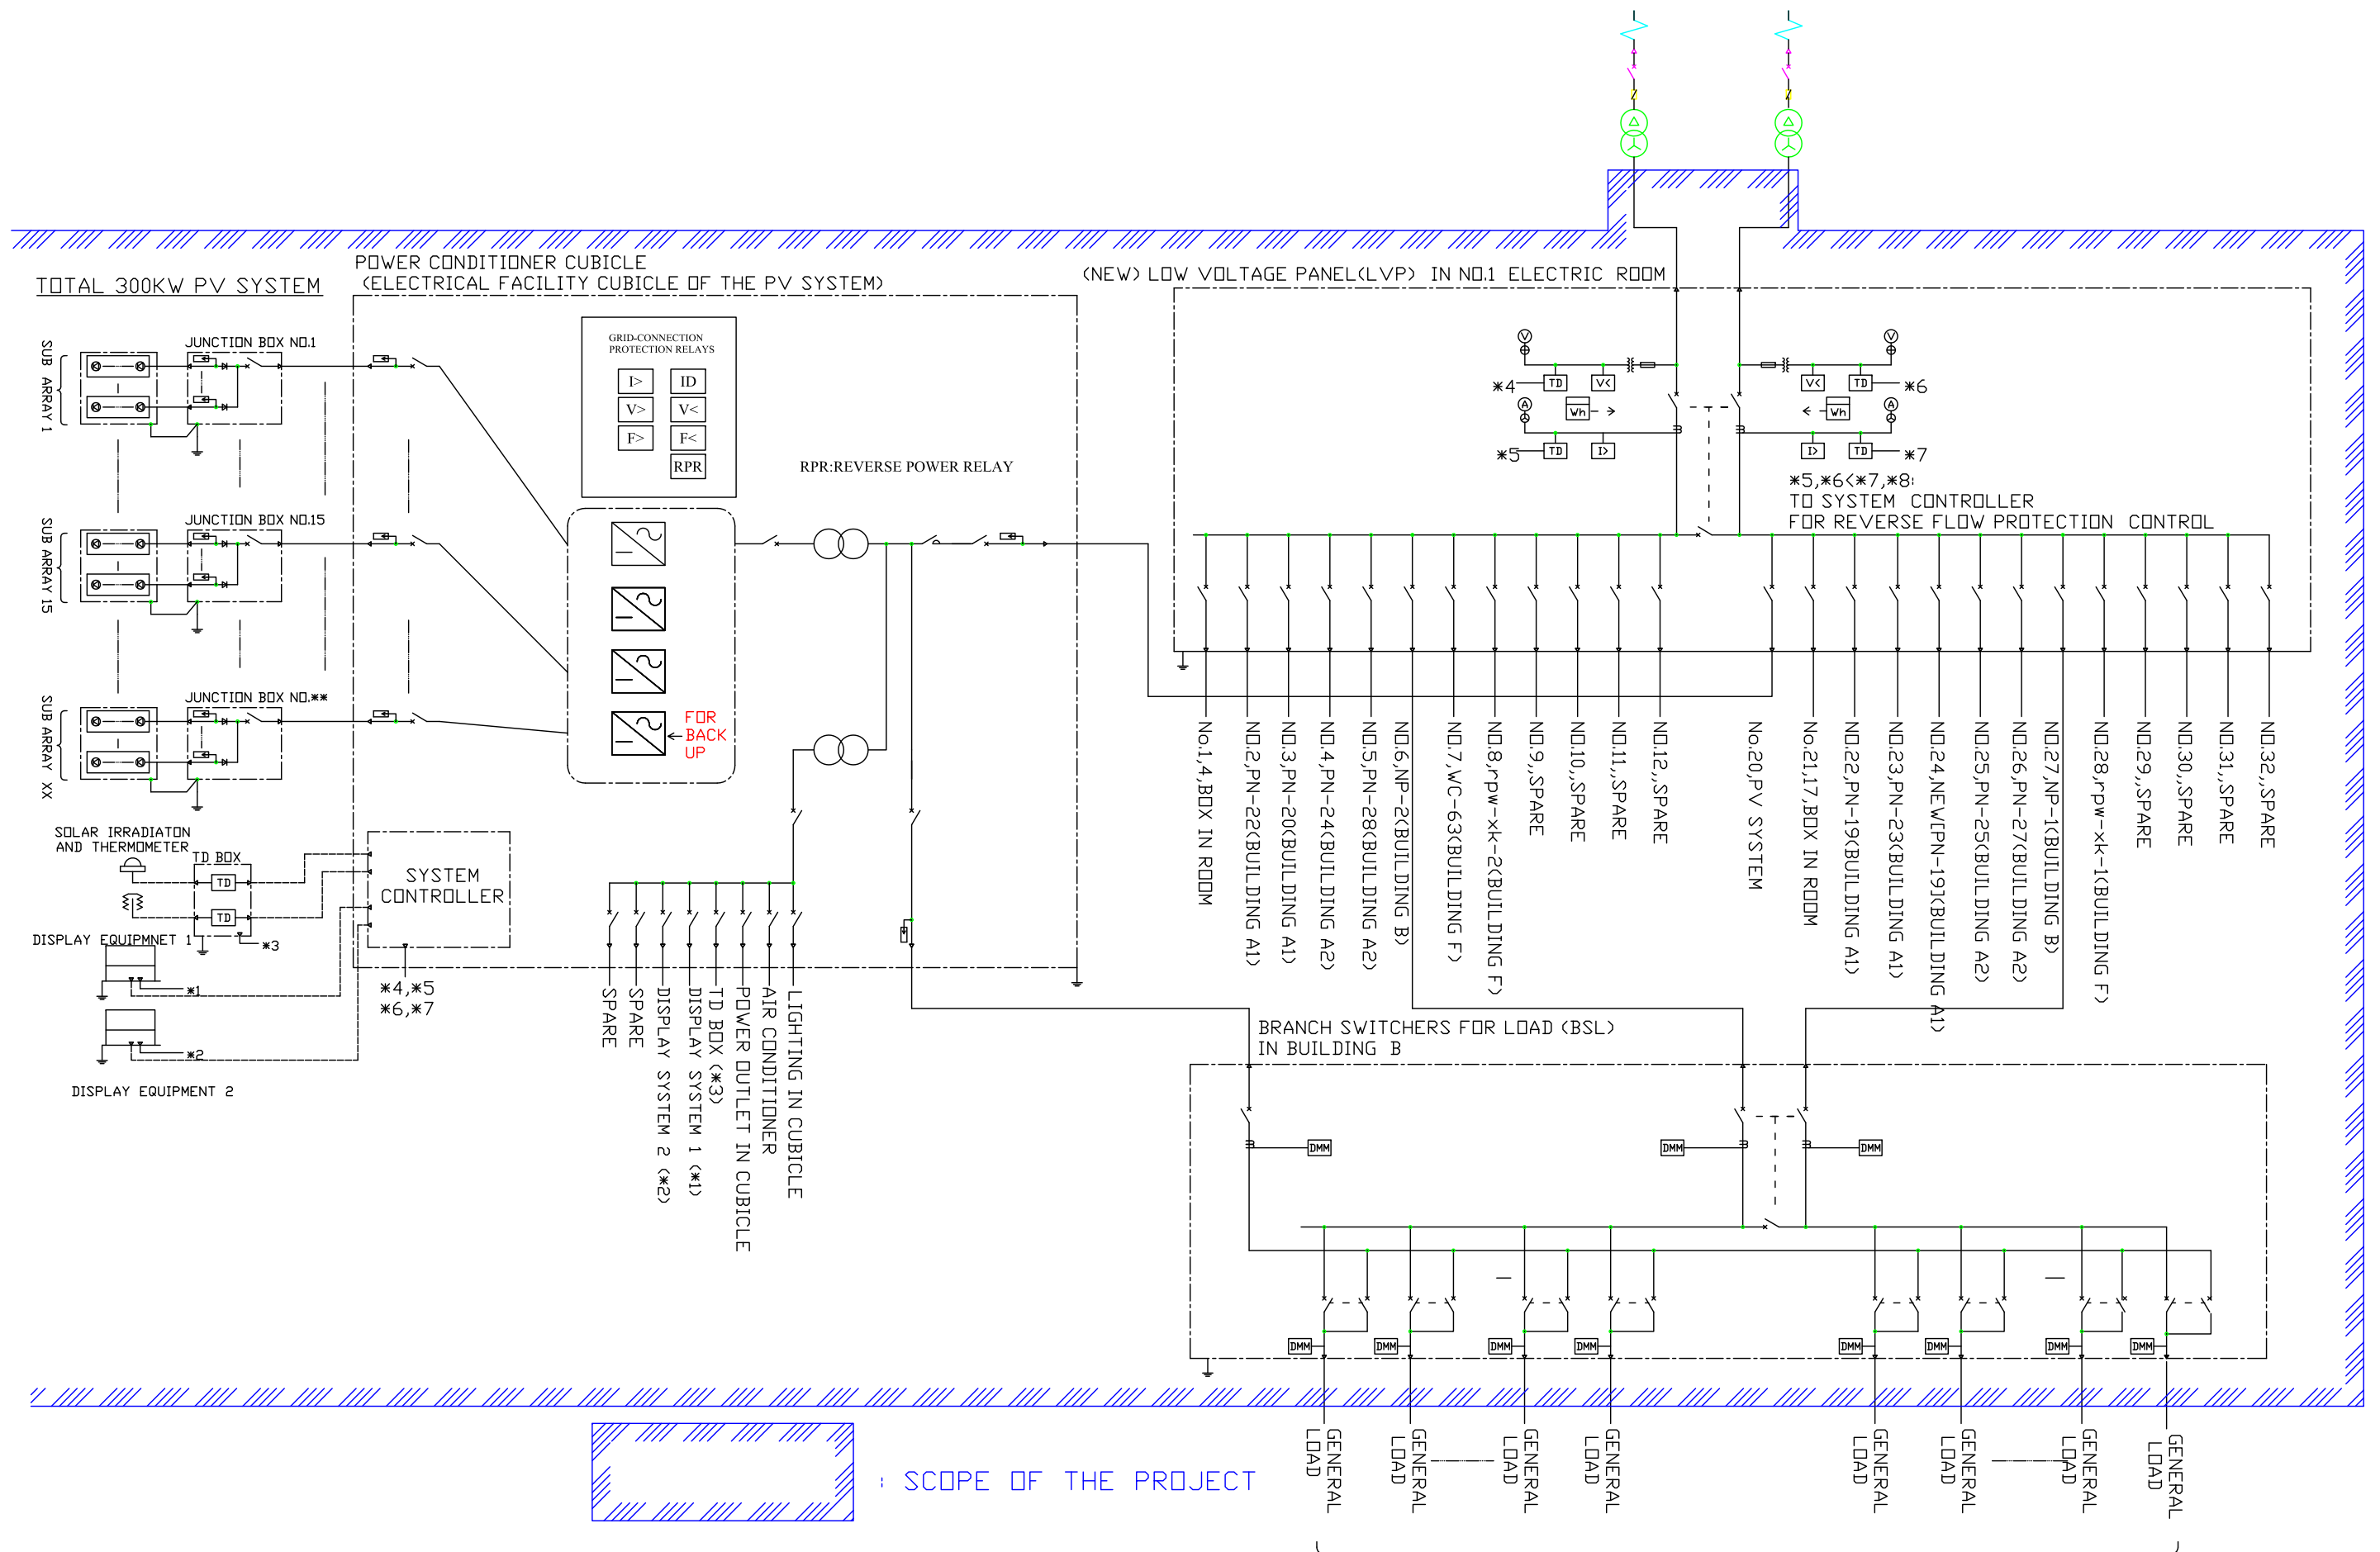 TOTAL 300KW PV SYSTEM
POWER CONDITIONER CUBICLE
(ELECTRICAL FACILITY CUBICLE OF THE PV SYSTEM)
(NEW) LOW VOLTAGE PANEL(LVP) IN NO.1 ELECTRIC ROOM
SUB ARRAY 1
JUNCTION BOX NO.1
SUB ARRAY 15
JUNCTION BOX NO.15
SUB ARRAY XX
JUNCTION BOX NO.**
GRID-CONNECTION
PROTECTION RELAYS
I>
ID
V>
V<
F>
F<
RPR
RPR:REVERSE POWER RELAY
FOR
BACK
UP
V
V
*4
TD
V<
V<
TD
*6
A
Wh
Wh
A
*5
TD
I>
I>
TD
*7
*5,*6<*7,*8:
TO SYSTEM CONTROLLER
FOR REVERSE FLOW PROTECTION CONTROL
No.1,4,BOX IN ROOM
NO.2,PN-22(BUILDING A1)
NO.3,PN-20(BUILDING A1)
NO.4,PN-24(BUILDING A2)
NO.5,PN-28(BUILDING A2)
NO.6,NP-2(BUILDING B)
NO.7,WC-63(BUILDING F)
NO.8,rpw-xk-2(BUILDING F)
NO.9,,SPARE
NO.10,,SPARE
NO.11,,SPARE
NO.12,,SPARE
No.20,PV SYSTEM
No.21,17,BOX IN ROOM
NO.22,PN-19(BUILDING A1)
NO.23,PN-23(BUILDING A1)
NO.24,NEW[PN-19](BUILDING A1)
NO.25,PN-25(BUILDING A2)
NO.26,PN-27(BUILDING A2)
NO.27,NP-1(BUILDING B)
NO.28,rpw-xk-1(BUILDING F)
NO.29,,SPARE
NO.30,,SPARE
NO.31,,SPARE
NO.32,,SPARE
SOLAR IRRADIATON
AND THERMOMETER
TD BOX
TD
TD
*3
SYSTEM
CONTROLLER
*4,*5
*6,*7
DISPLAY EQUIPMNET 1
*1
*2
DISPLAY EQUIPMENT 2
SPARE
SPARE
DISPLAY SYSTEM 2 (*2)
DISPLAY SYSTEM 1 (*1)
TD BOX (*3)
POWER OUTLET IN CUBICLE
AIR CONDITIONER
LIGHTING IN CUBICLE
BRANCH SWITCHERS FOR LOAD (BSL)
IN BUILDING B
DMM
DMM
DMM
DMM
DMM
DMM
DMM
DMM
DMM
DMM
DMM
GENERAL
LOAD
GENERAL
LOAD
GENERAL
LOAD
GENERAL
LOAD
GENERAL
LOAD
GENERAL
LOAD
GENERAL
LOAD
GENERAL
LOAD
: SCOPE OF THE PROJECT